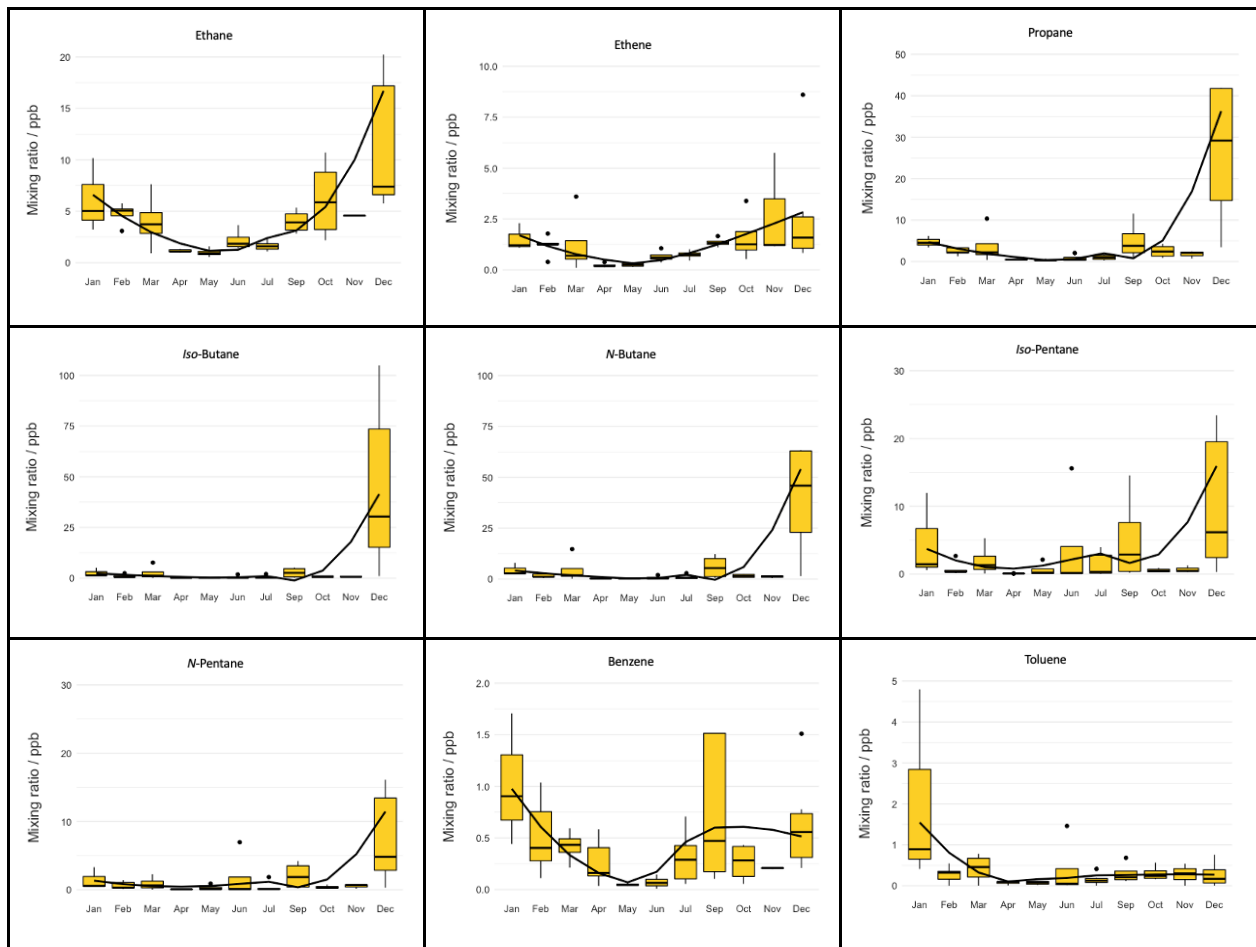 Ethane
Mixing ratio / ppb
20
15
10
5
0
Jan Feb Mar Apr May Jun Jul Sep Oct Nov Dec
Ethene
Mixing ratio / ppb
10.0
7.5
5.0
2.5
0.0
Jan Feb Mar Apr May Jun Jul Sep Oct Nov Dec
Propane
Mixing ratio / ppb
50
40
30
20
10
0
Jan Feb Mar Apr May Jun Jul Sep Oct Nov Dec
Iso-Butane
Mixing ratio / ppb
100
75
50
25
0
Jan Feb Mar Apr May Jun Jul Sep Oct Nov Dec
N-Butane
Mixing ratio / ppb
100
75
50
25
0
Jan Feb Mar Apr May Jun Jul Sep Oct Nov Dec
Iso-Pentane
Mixing ratio / ppb
30
20
10
0
Jan Feb Mar Apr May Jun Jul Sep Oct Nov Dec
N-Pentane
Mixing ratio / ppb
30
20
10
0
Jan Feb Mar Apr May Jun Jul Sep Oct Nov Dec
Benzene
Mixing ratio / ppb
2.0
1.5
1.0
0.5
0.0
Jan Feb Mar Apr May Jun Jul Sep Oct Nov Dec
Toluene
Mixing ratio / ppb
5
4
3
2
1
0
Jan Feb Mar Apr May Jun Jul Sep Oct Nov Dec